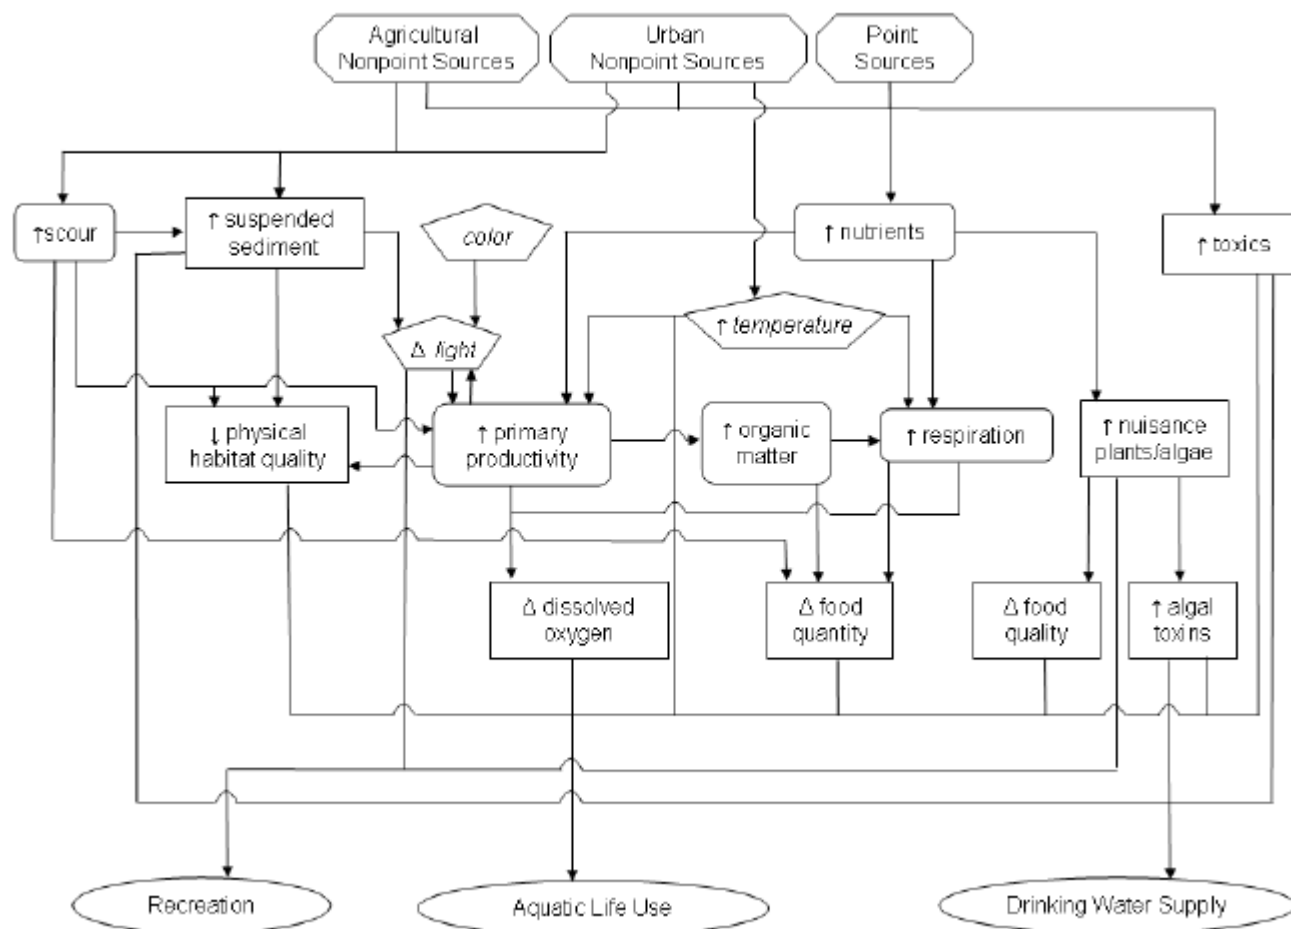 Agricultural
Nonpoint Sources
Urban
Nonpoint Sources
Point
Sources
↑scour
↑ suspended
sediment
color
↑ nutrients
↑ toxics
Δ light
↑ temperature
↓ physical
habitat quality
↑ primary
productivity
↑ organic
matter
↑ respiration
↑ nuisance
plants/algae
Δ dissolved
oxygen
Δ food
quantity
Δ food
quality
↑ algal
toxins
Recreation
Aquatic Life Use
Drinking Water Supply